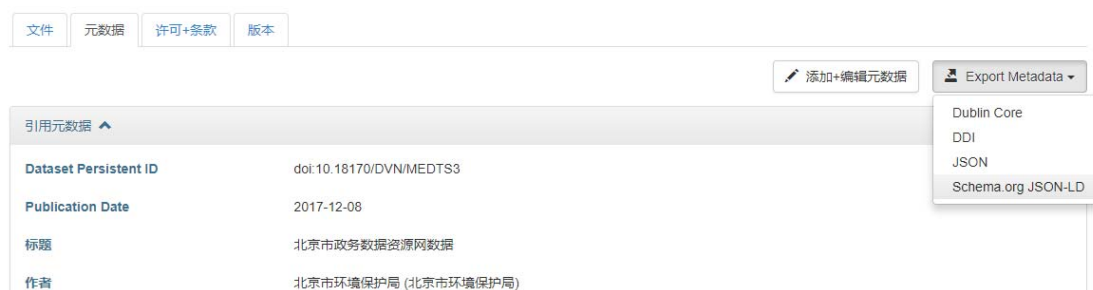 文件 元数据 许可+条款 版本
添加+编辑元数据 Export Metadata
Dublin Core
DDI
JSON
Schema.org JSON-LD
引用元数据
Dataset Persistent ID doi:10.18170/DVN/MEDTS3
Publication Date 2017-12-08
标题 北京市政务数据资源网数据
作者 北京市环境保护局 (北京市环境保护局)